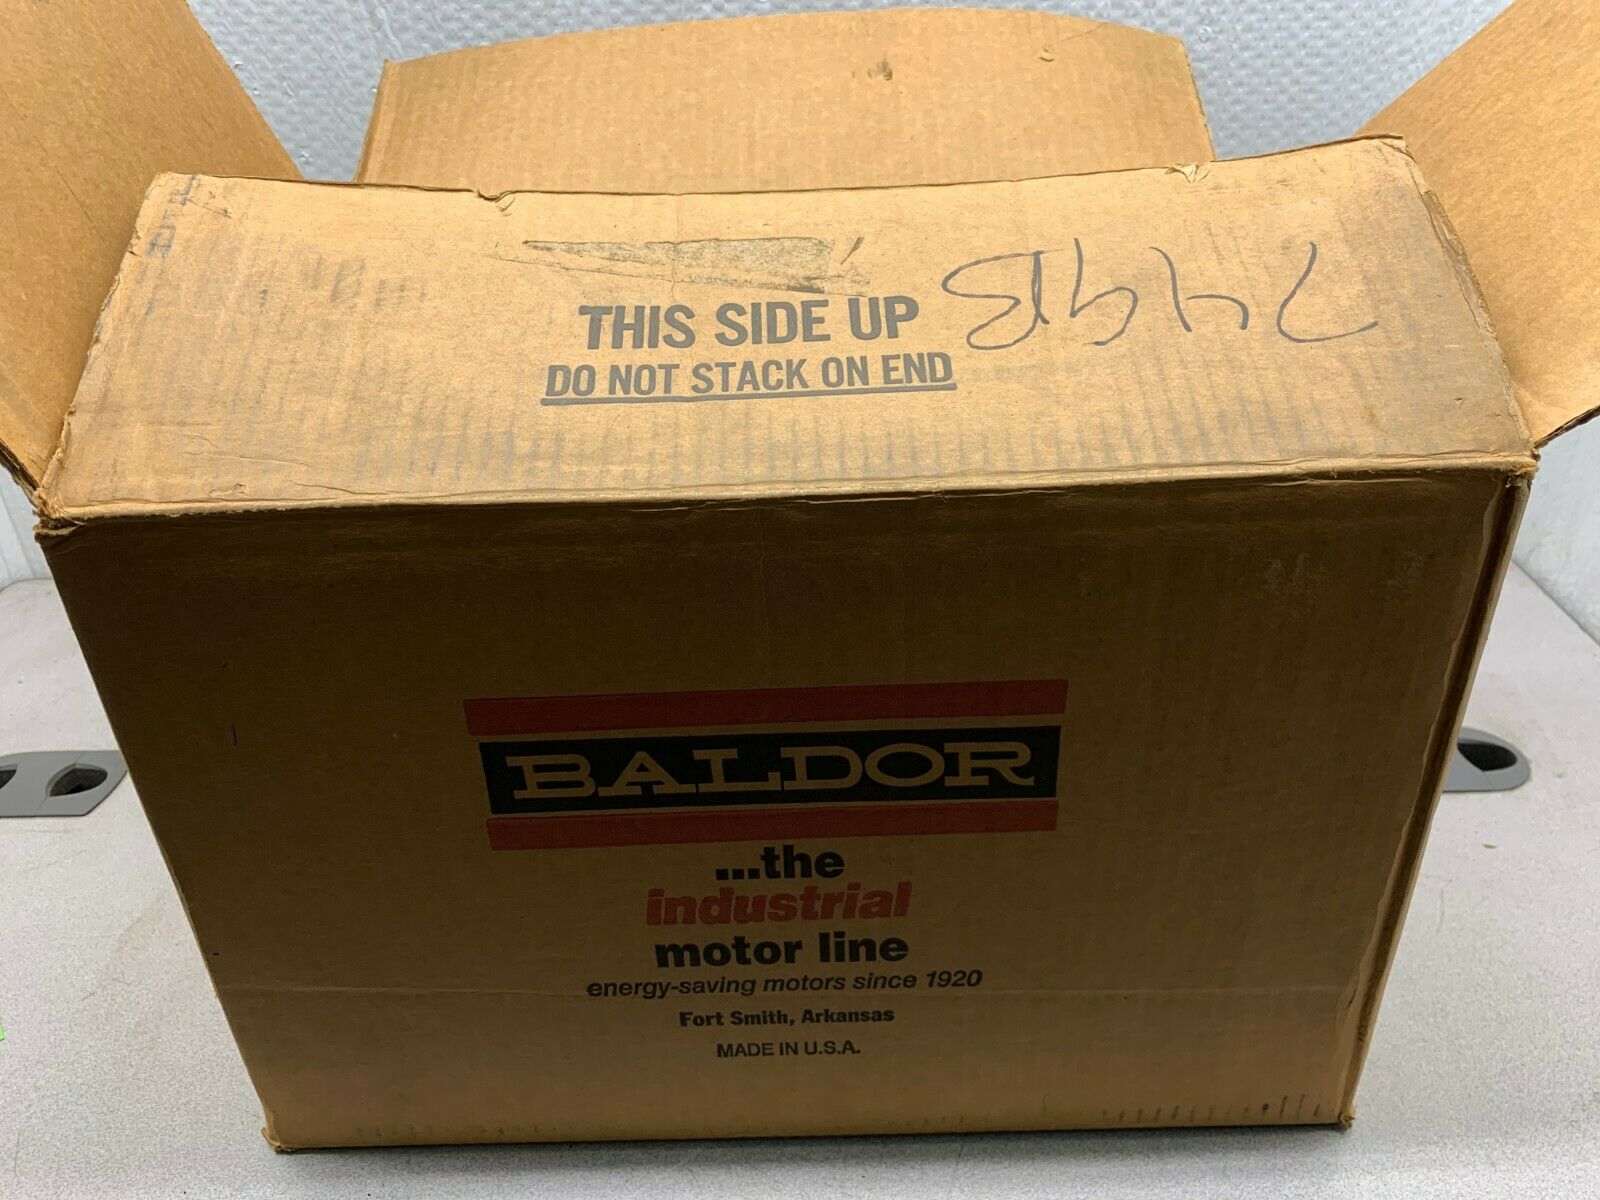 THIS SIDE UP
DO NOT STACK ON END
BALDOR
...the
industrial
motor line
energy-saving motors since 1920
Fort Smith, Arkansas
MADE IN U.S.A.